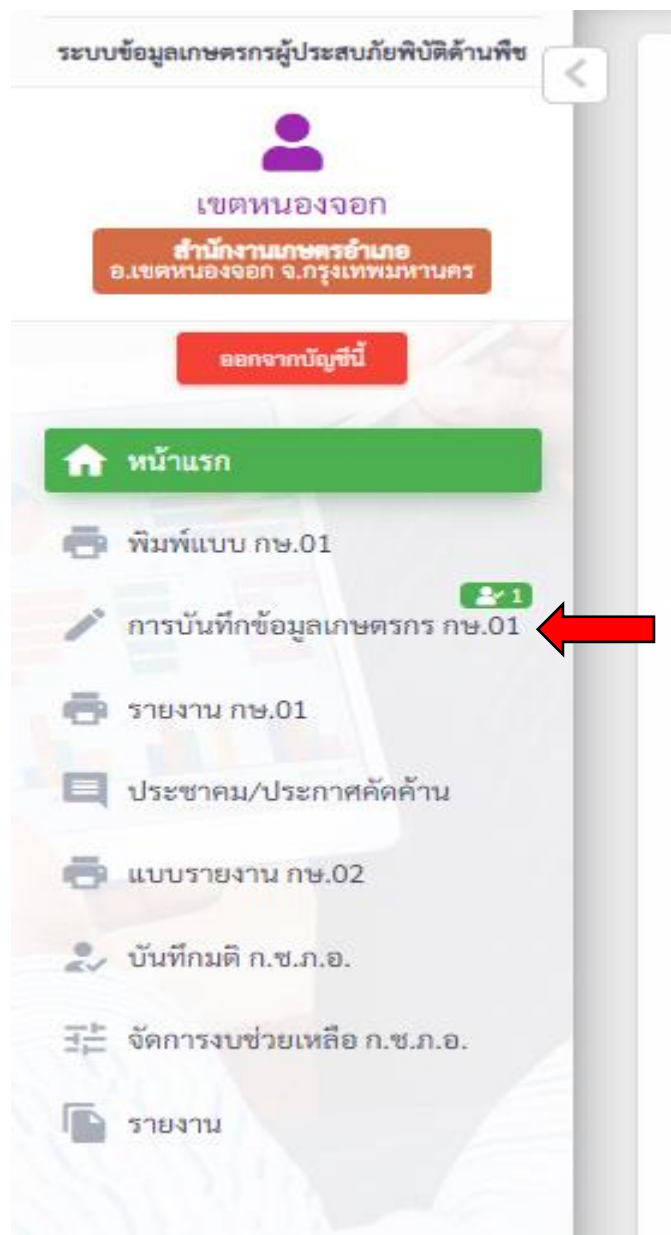 ระบบข้อมูลเกษตรกรผู้ประสบภัยพิบัติด้านพืช
เขตหนองจอก
สำนักงานเกษตรอำเภอ
อ.เขตหนองจอก จ.กรุงเทพมหานคร
ออกจากบัญชีนี้
หน้าแรก
พิมพ์แบบ กษ.01
1
การบันทึกข้อมูลเกษตรกร กษ.01
รายงาน กษ.01
ประชาคม/ประกาศคัดค้าน
แบบรายงาน กษ.02
บันทึกมติ ก.ช.ภ.อ.
จัดการงบช่วยเหลือ ก.ช.ภ.อ.
รายงาน